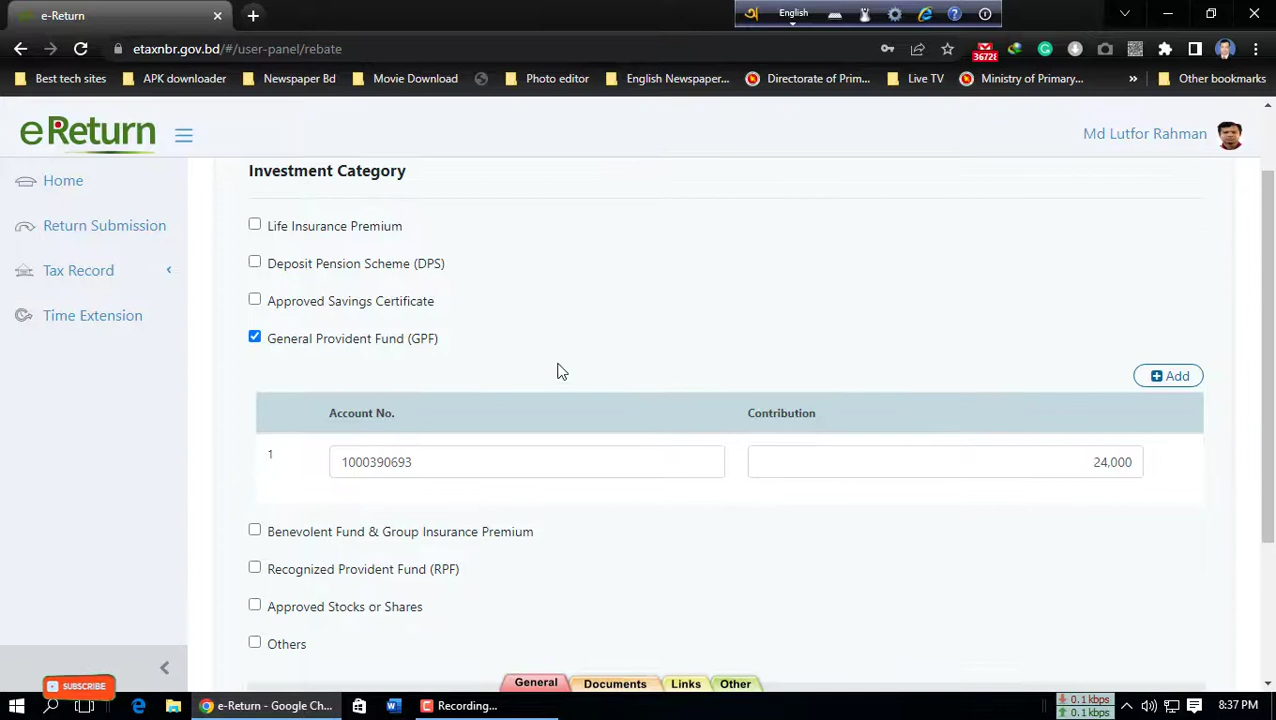 e-Return
English
etaxnbr.gov.bd/#/user-panel/rebate
36728
Best tech sites
APK downloader
Newspaper Bd
Movie Download
Photo editor
English Newspaper...
Directorate of Prim...
Live TV
Ministry of Primary...
Other bookmarks
eReturn
Md Lutfor Rahman
Home
Return Submission
Tax Record
Time Extension
Investment Category
Life Insurance Premium
Deposit Pension Scheme (DPS)
Approved Savings Certificate
General Provident Fund (GPF)
Add
Account No.
Contribution
1
1000390693
24,000
Benevolent Fund & Group Insurance Premium
Recognized Provident Fund (RPF)
Approved Stocks or Shares
Others
General
Documents
Links
Other
SUBSCRIBE
e-Return - Google Ch...
Recording...
0.1 kbps
0.1 kbps
8:37 PM